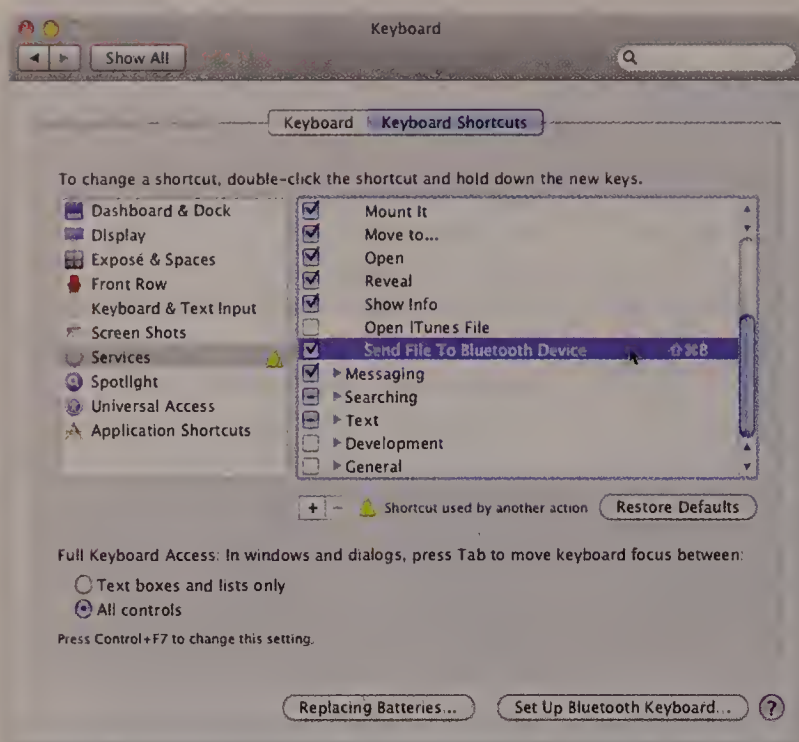 Keyboard
Show All
Keyboard Keyboard Shortcuts
To change a shortcut, double-click the shortcut and hold down the new keys.
Dashboard & Dock
Display
Exposé & Spaces
Front Row
Keyboard & Text Input
Screen Shots
Services
Spotlight
Universal Access
Application Shortcuts
Mount It
Move to...
Open
Reveal
Show Info
Open iTunes File
Send File To Bluetooth Device ⇧⌘B
Messaging
Searching
Text
Development
General
+ − Shortcut used by another action Restore Defaults
Full Keyboard Access: In windows and dialogs, press Tab to move keyboard focus between:
Text boxes and lists only
All controls
Press Control+F7 to change this setting.
Replacing Batteries... Set Up Bluetooth Keyboard... ?